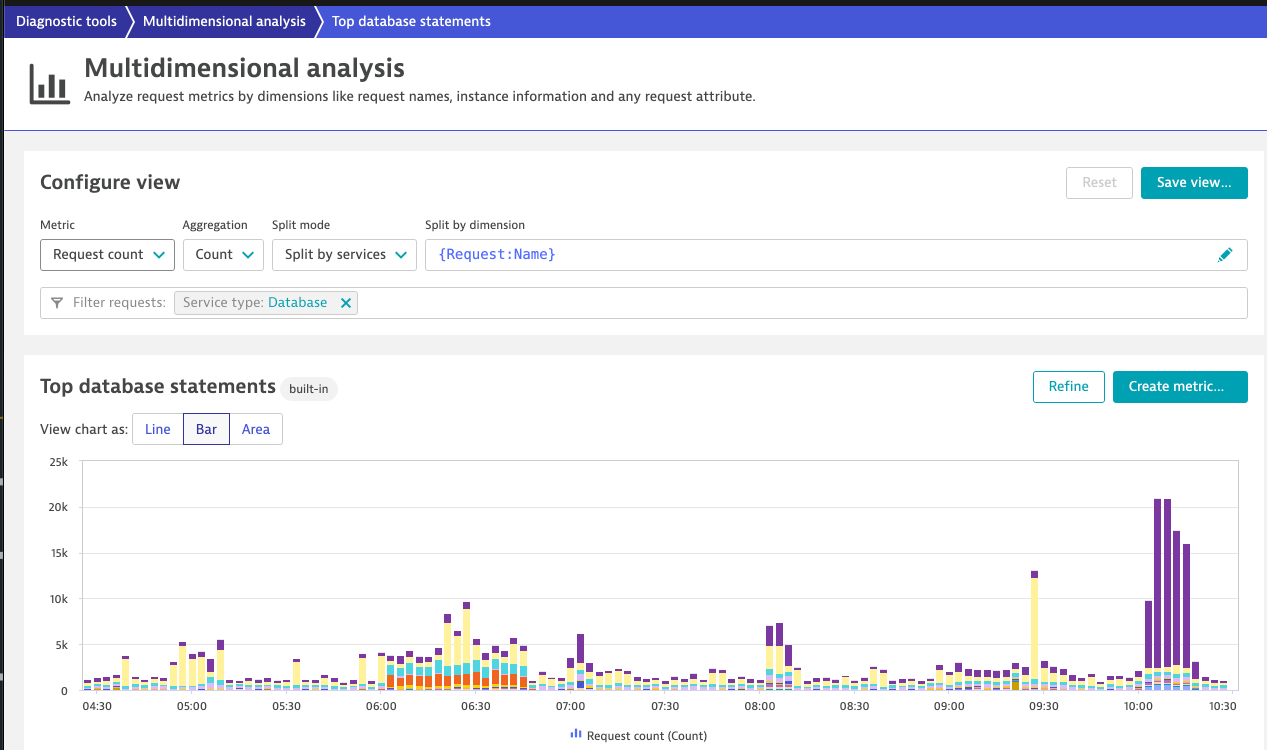 Diagnostic tools Multidimensional analysis Top database statements
Multidimensional analysis
Analyze request metrics by dimensions like request names, instance information and any request attribute.
Configure view
Reset Save view...
Metric Aggregation Split mode Split by dimension
Request count Count Split by services {Request:Name}
Filter requests: Service type: Database
Top database statements built-in
Refine Create metric...
View chart as: Line Bar Area
25k
20k
15k
10k
5k
0
04:30 05:00 05:30 06:00 06:30 07:00 07:30 08:00 08:30 09:00 09:30 10:00 10:30
Request count (Count)